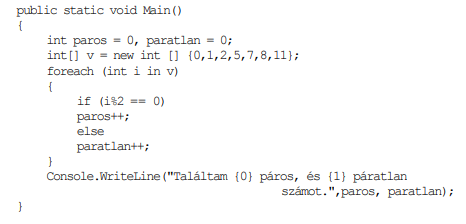 public static void Main()
{
int paros = 0, paratlan = 0;
int[] v = new int [] {0,1,2,5,7,8,11};
foreach (int i in v)
{
if (i%2 == 0)
paros++;
else
paratlan++;
}
Console.WriteLine("Találtam {0} páros, és {1} páratlan
számot.",paros, paratlan);
}